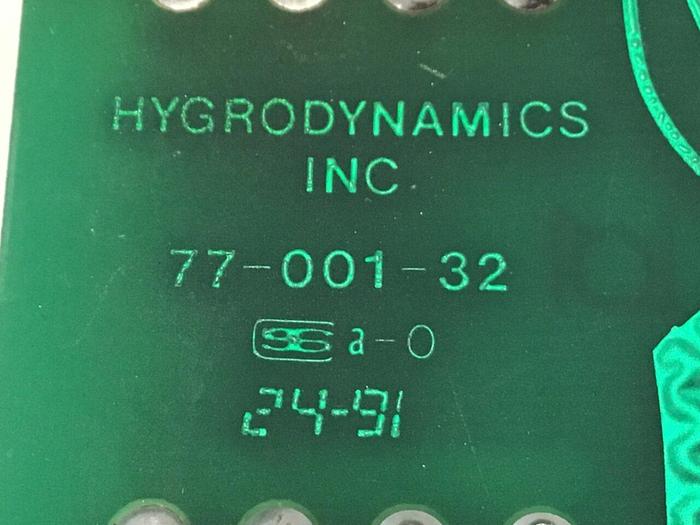 HYGRODYNAMICS
INC
77-001-32
a-0
24-91